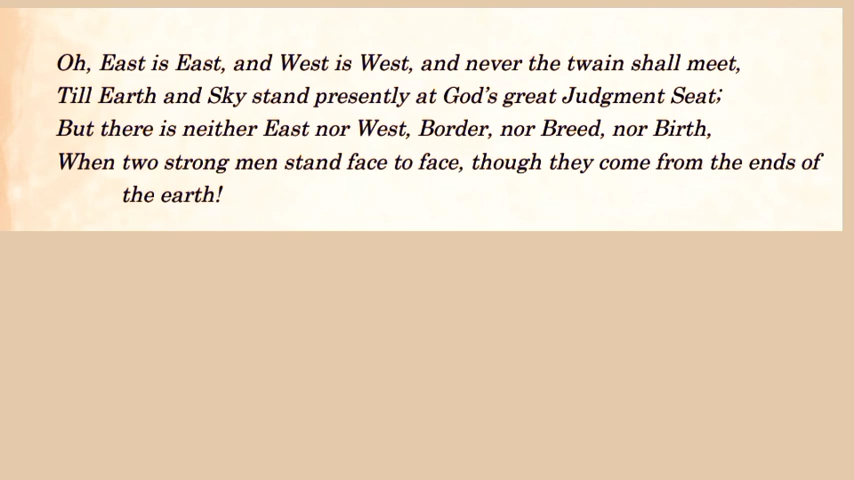 Oh, East is East, and West is West, and never the twain shall meet,
Till Earth and Sky stand presently at God’s great Judgment Seat;
But there is neither East nor West, Border, nor Breed, nor Birth,
When two strong men stand face to face, though they come from the ends of
the earth!